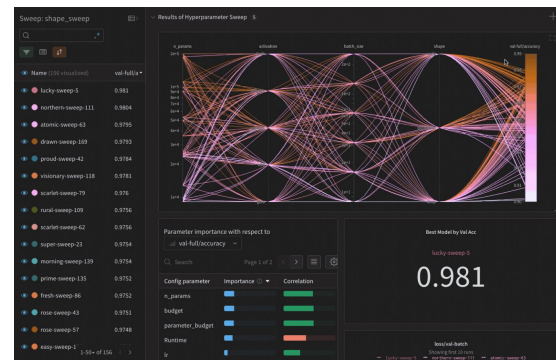 Sweep: shape_sweep
Results of Hyperparameter Sweep 5
Name (156 visualized) val-full/a
lucky-sweep-5 0.981
northern-sweep-111 0.9804
atomic-sweep-63 0.9795
drawn-sweep-169 0.9793
proud-sweep-42 0.9784
visionary-sweep-118 0.9781
scarlet-sweep-79 0.976
rural-sweep-109 0.9756
scarlet-sweep-62 0.9756
super-sweep-23 0.9754
morning-sweep-139 0.9754
prime-sweep-135 0.9752
fresh-sweep-86 0.9752
rose-sweep-43 0.9751
rose-sweep-57 0.9748
easy-sweep-1
1-50 of 156
n_params activation batch_size shape val-full/accuracy
Parameter importance with respect to
val-full/accuracy
Search Page 1 of 2
Config parameter Importance Correlation
n_params
budget
parameter_budget
Runtime
lr
Best Model by Val Acc
lucky-sweep-5
0.981
loss/val-batch
Showing first 10 runs
lucky-sweep-5 northern-sweep-111 atomic-sweep-63